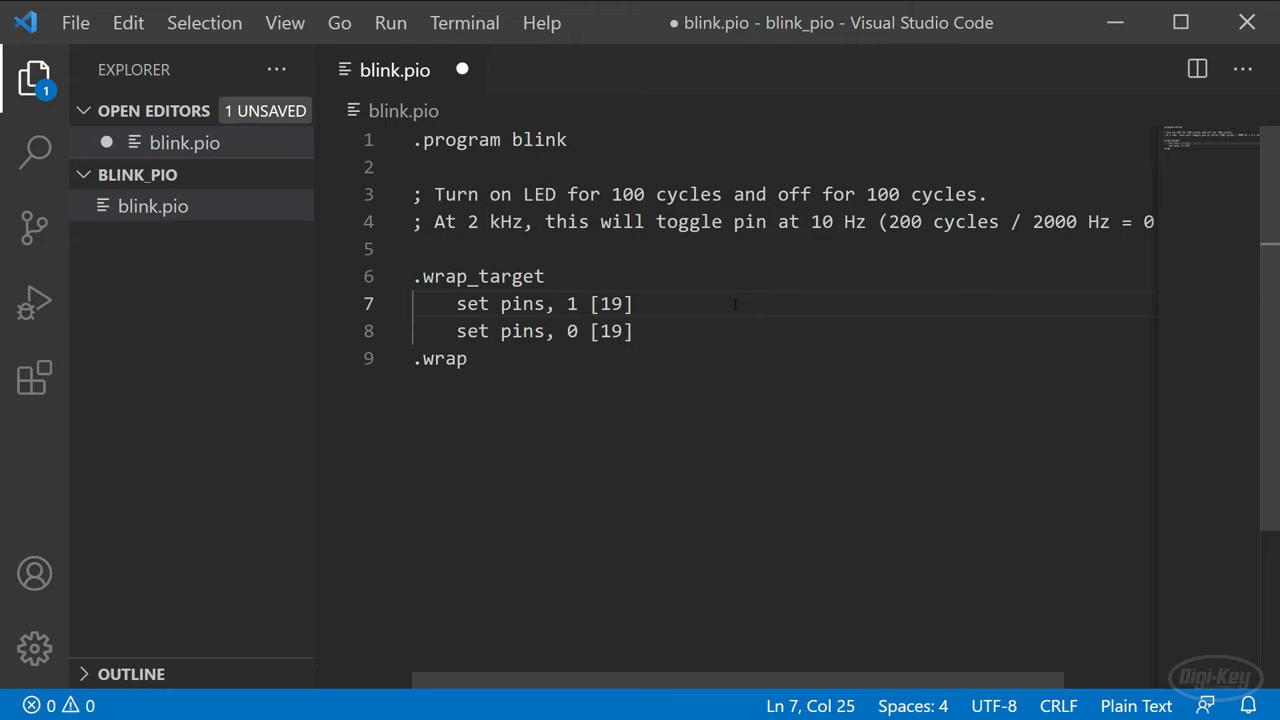 File Edit Selection View Go Run Terminal Help ● blink.pio - blink_pio - Visual Studio Code
EXPLORER ··· blink.pio
OPEN EDITORS 1 UNSAVED blink.pio
blink.pio
BLINK_PIO
blink.pio
1 .program blink
2
3 ; Turn on LED for 100 cycles and off for 100 cycles.
4 ; At 2 kHz, this will toggle pin at 10 Hz (200 cycles / 2000 Hz = 0
5
6 .wrap_target
7 set pins, 1 [19]
8 set pins, 0 [19]
9 .wrap
1
OUTLINE
Digi-Key
0 0 Ln 7, Col 25 Spaces: 4 UTF-8 CRLF Plain Text